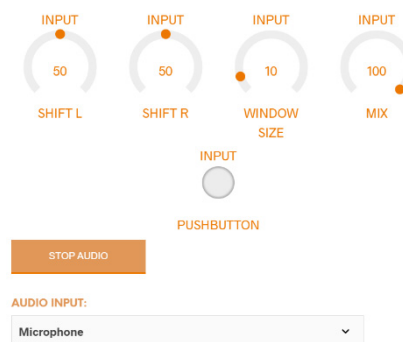 INPUT INPUT INPUT INPUT
50 50 10 100
SHIFT L SHIFT R WINDOW SIZE MIX
INPUT
PUSHBUTTON
STOP AUDIO
AUDIO INPUT:
Microphone